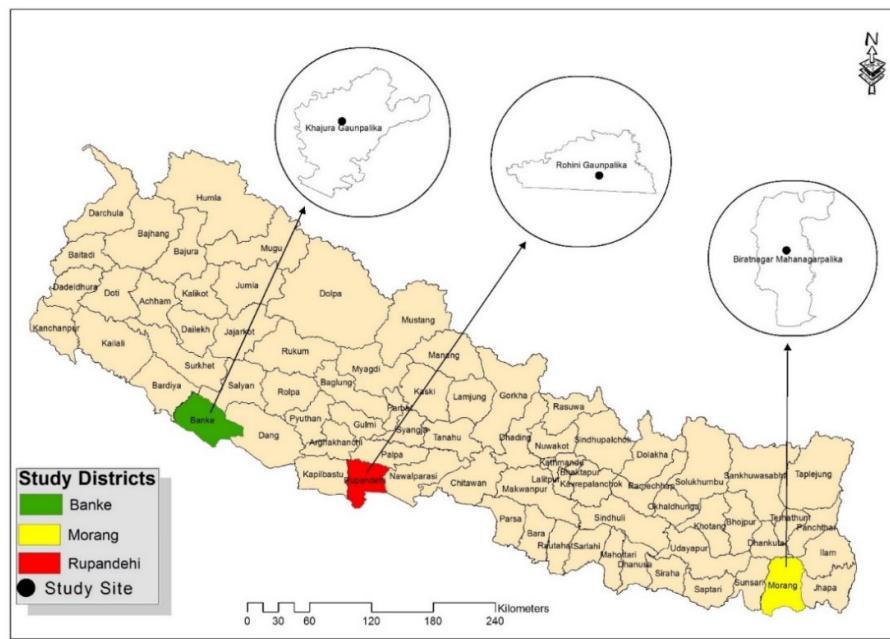 N
Khajura Gaunpalika
Rohini Gaunpalika
Biratnagar Mahanagarpalika
Humla
Darchula
Bajhang
Mugu
Baitadi
Bajura
Dadeldhura
Doti
Kalikot
Jumla
Achham
Dolpa
Kanchanpur
Dailekh
Jajarkot
Mustang
Kailali
Rukum
Manang
Surkhet
Myagdi
Bardiya
Salyan
Rolpa
Baglung
Kaski
Lamjung
Gorkha
Rasuwa
Parbat
Banke
Pyuthan
Gulmi
Syangja
Tanahu
Dhading
Nuwakot
Sindhupalchok
Dang
Arghakhanchi
Palpa
Dolakha
Kathmandu
Bhaktapur
Lalitpur
Kavrepalanchok
Ramechhap
Solukhumbu
Sankhuwasabha
Taplejung
Kapilbastu
Rupandehi
Nawalparasi
Chitawan
Makwanpur
Okhaldhunga
Terhathum
Panchthar
Parsa
Bara
Sindhuli
Khotang
Bhojpur
Dhankuta
Rautahat
Sarlahi
Mahottari
Dhanusa
Udayapur
Ilam
Siraha
Saptari
Sunsari
Morang
Jhapa
Study Districts
Banke
Morang
Rupandehi
Study Site
Kilometers
0 30 60 120 180 240